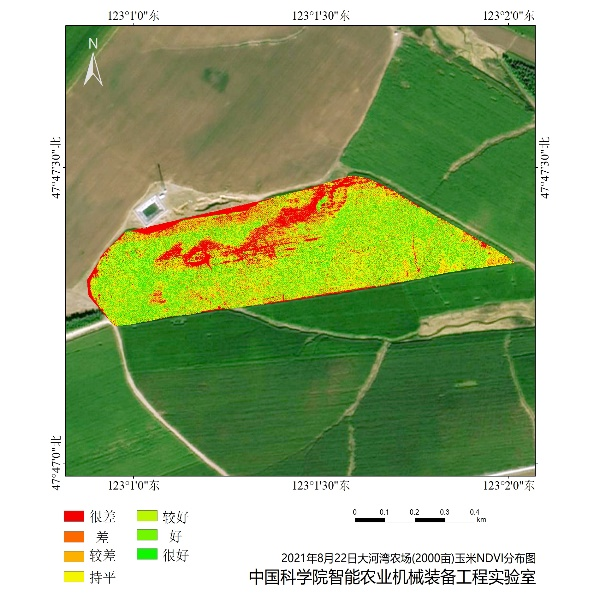 123°1'0"东 123°1'30"东 123°2'0"东
N
47°47'30"北 47°47'30"北
47°47'0"北
123°1'0"东 123°1'30"东 123°2'0"东
很差 较好
差 好
较差 很好
持平
0 0.1 0.2 0.3 0.4
km
2021年8月22日大河湾农场(2000亩)玉米NDVI分布图
中国科学院智能农业机械装备工程实验室